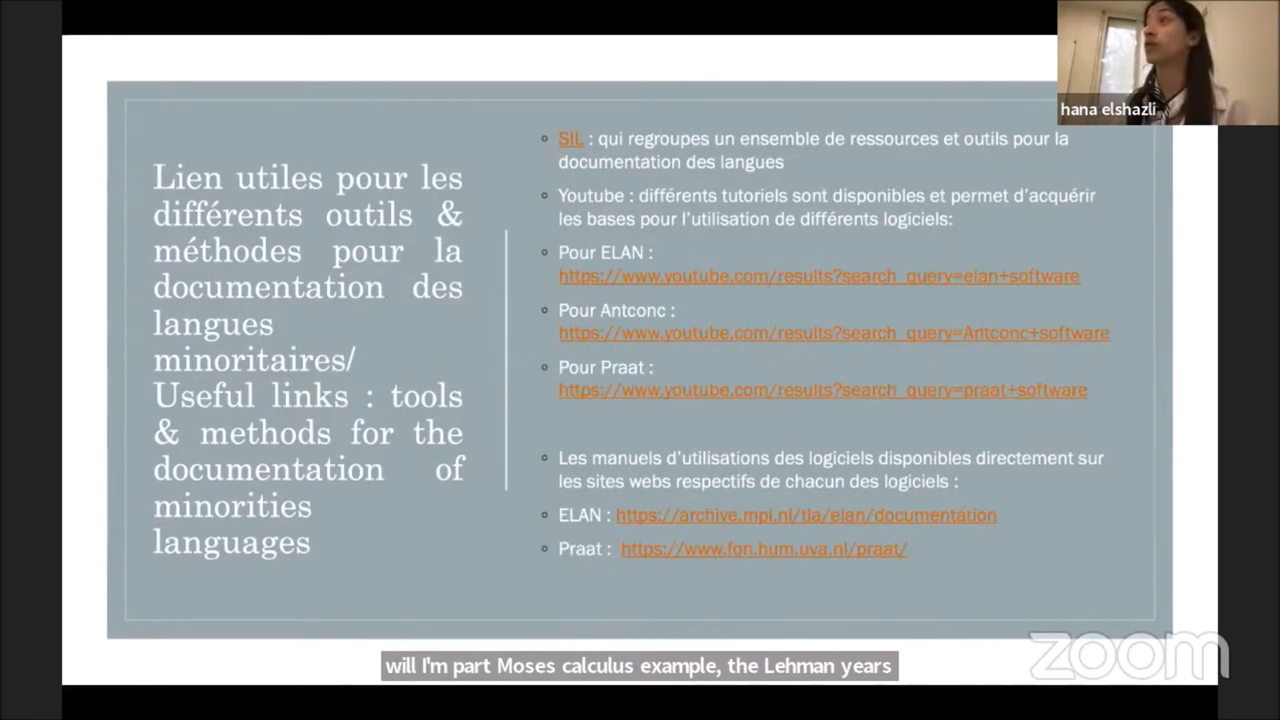 hana elshazli
Lien utiles pour les
différents outils &
méthodes pour la
documentation des
langues
minoritaires/
Useful links : tools
& methods for the
documentation of
minorities
languages
SIL : qui regroupes un ensemble de ressources et outils pour la
documentation des langues
Youtube : différents tutoriels sont disponibles et permet d'acquérir
les bases pour l'utilisation de différents logiciels:
Pour ELAN :
https://www.youtube.com/results?search_query=elan+software
Pour Antconc :
https://www.youtube.com/results?search_query=Antconc+software
Pour Praat :
https://www.youtube.com/results?search_query=praat+software
Les manuels d'utilisations des logiciels disponibles directement sur
les sites webs respectifs de chacun des logiciels :
ELAN : https://archive.mpi.nl/tla/elan/documentation
Praat : https://www.fon.hum.uva.nl/praat/
will I'm part Moses calculus example, the Lehman years
zoom